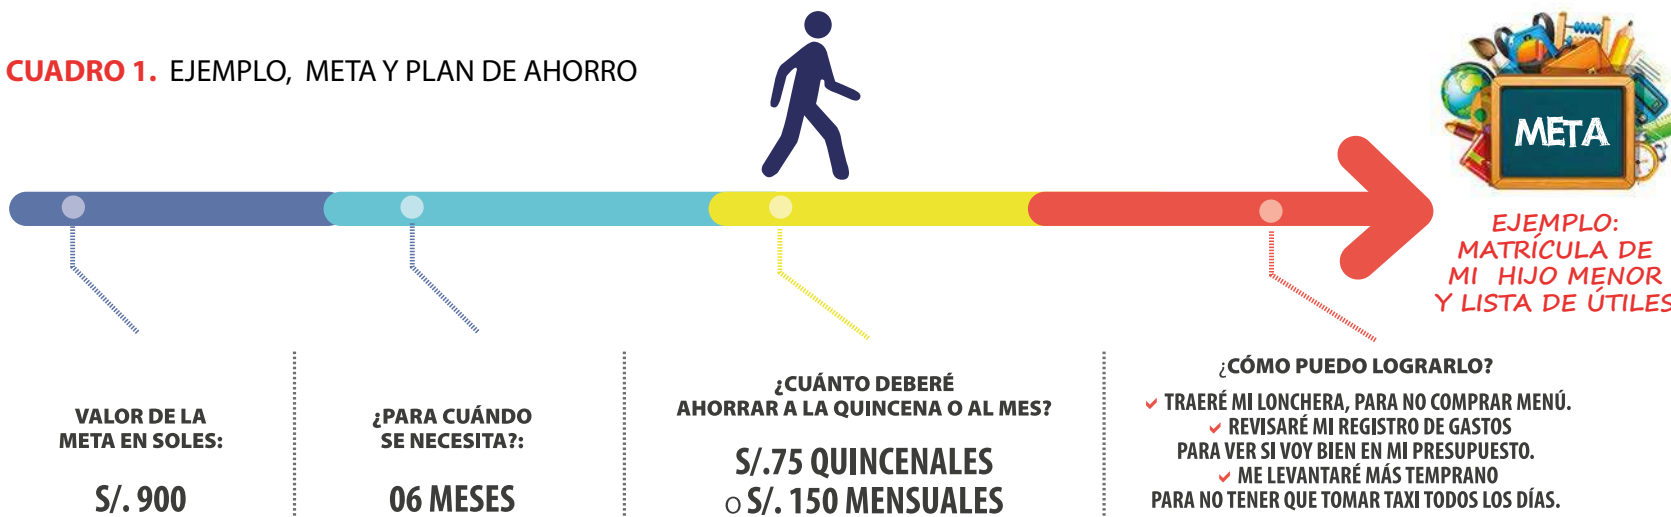 CUADRO 1. EJEMPLO, META Y PLAN DE AHORRO
META
EJEMPLO:
MATRÍCULA DE
MI HIJO MENOR
Y LISTA DE ÚTILES
VALOR DE LA
META EN SOLES:
S/. 900
¿PARA CUÁNDO
SE NECESITA?:
06 MESES
¿CUÁNTO DEBERÉ
AHORRAR A LA QUINCENA O AL MES?
S/.75 QUINCENALES
O S/. 150 MENSUALES
¿CÓMO PUEDO LOGRARLO?
TRAERÉ MI LONCHERA, PARA NO COMPRAR MENÚ.
REVISARÉ MI REGISTRO DE GASTOS
PARA VER SI VOY BIEN EN MI PRESUPUESTO.
ME LEVANTARÉ MÁS TEMPRANO
PARA NO TENER QUE TOMAR TAXI TODOS LOS DÍAS.